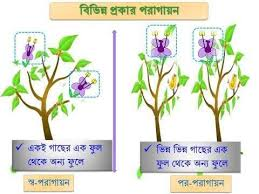 বিভিন্ন প্রকার পরাগায়ন
✓ একই গাছের এক ফুল
থেকে অন্য ফুলে
স্ব-পরাগায়ন
✓ ভিন্ন ভিন্ন গাছের এক
ফুল থেকে অন্য ফুলে
পর-পরাগায়ন